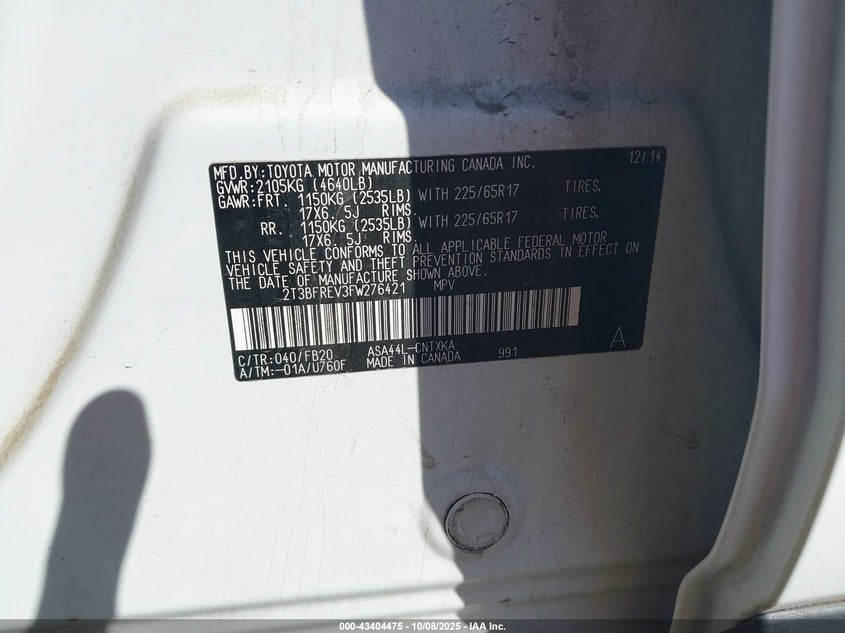 MFD.BY:TOYOTA MOTOR MANUFACTURING CANADA INC. 12/14
GVWR:2105KG (4640LB)
GAWR:FRT. 1150KG (2535LB) WITH 225/65R17 TIRES,
17X6. 5J RIMS.
RR. 1150KG (2535LB) WITH 225/65R17 TIRES,
17X6. 5J RIMS.
THIS VEHICLE CONFORMS TO ALL APPLICABLE FEDERAL MOTOR
VEHICLE SAFETY AND THEFT PREVENTION STANDARDS IN EFFECT ON
THE DATE OF MANUFACTURE SHOWN ABOVE.
2T3BFREV3FW276421 MPV
C/TR:040/FB20 ASA44L-CNTXKA A
A/TM:-01A/U760F MADE IN CANADA 991
000-43404475 - 10/08/2025 - IAA Inc.